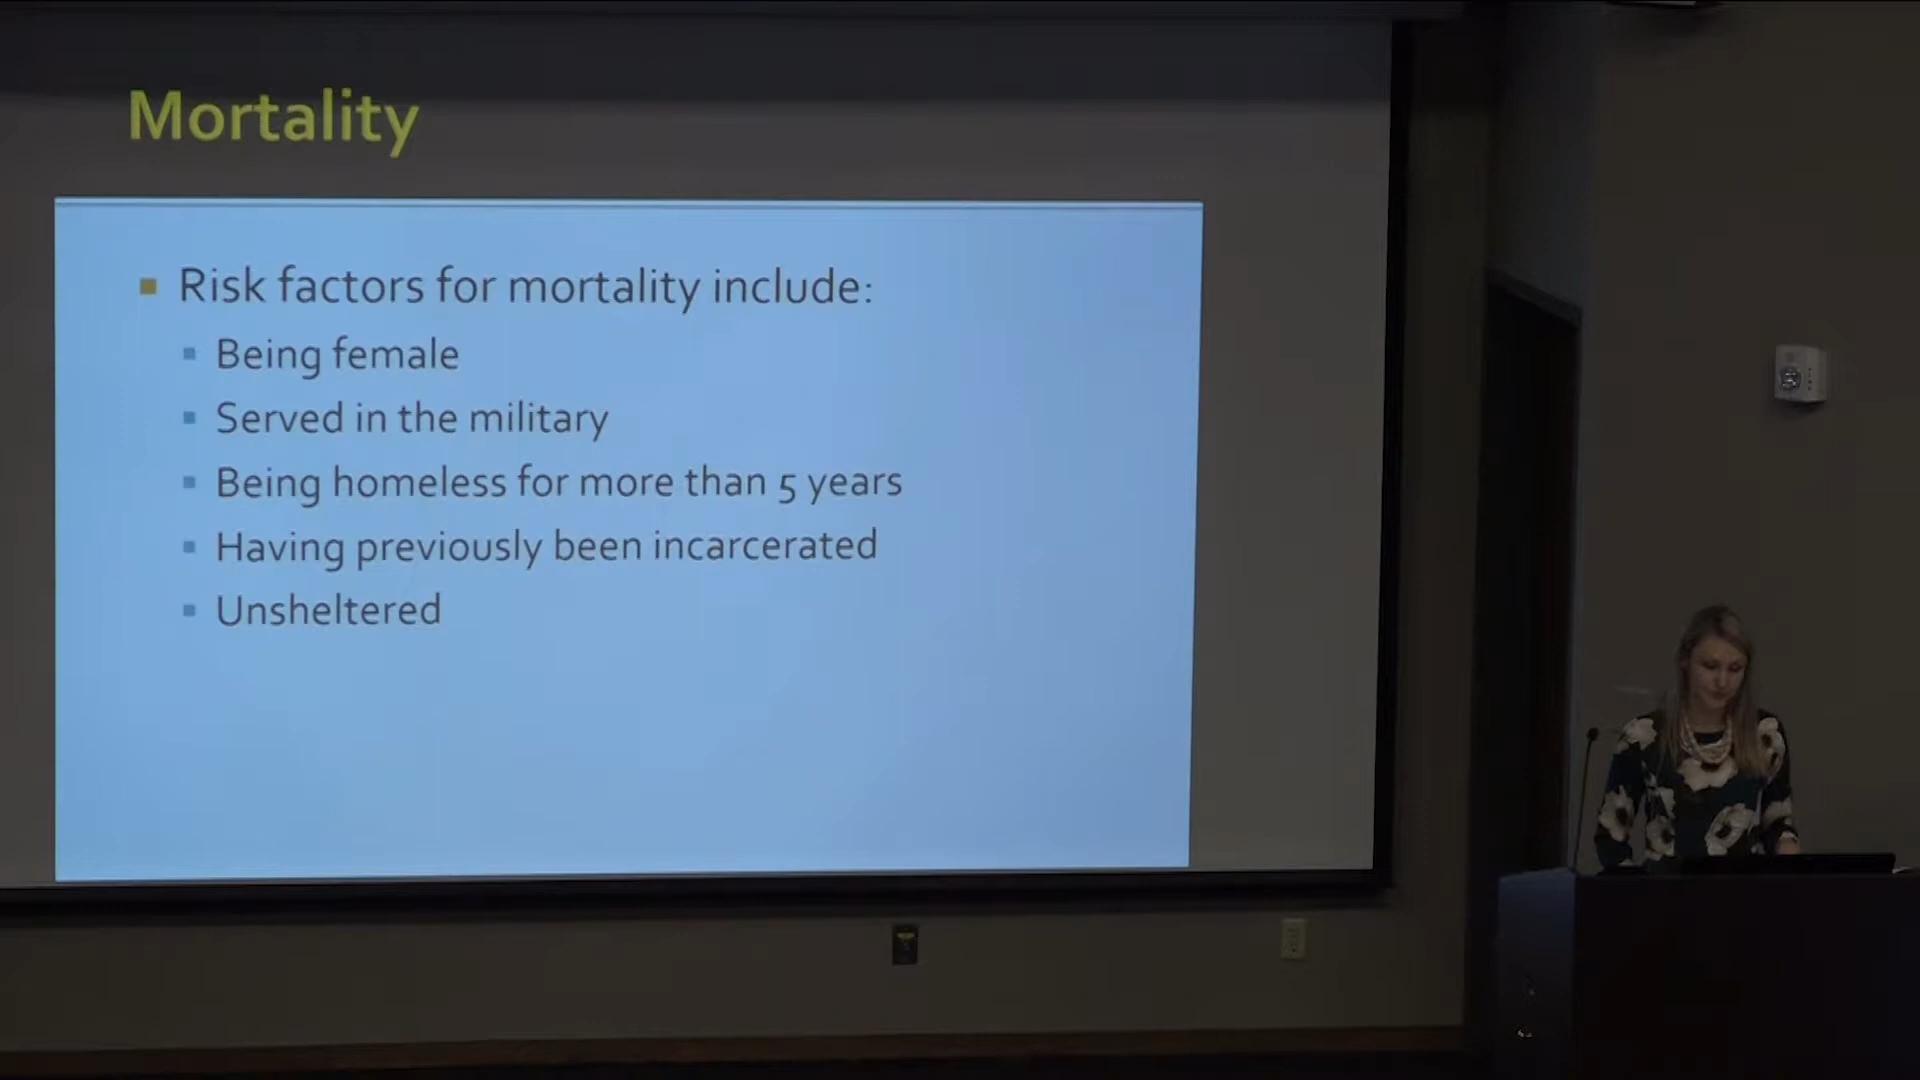 Mortality
Risk factors for mortality include:
Being female
Served in the military
Being homeless for more than 5 years
Having previously been incarcerated
Unsheltered